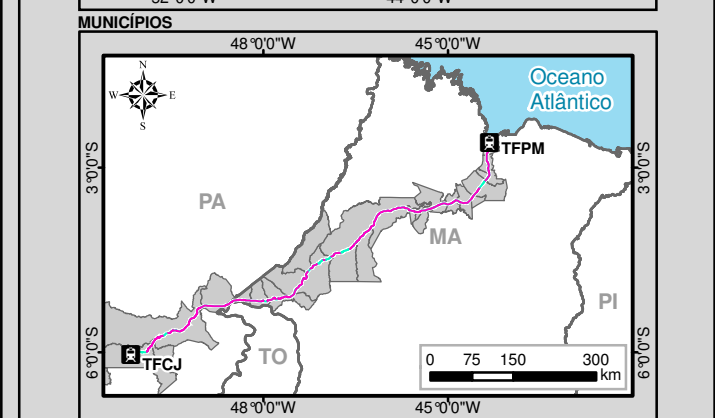 MUNICÍPIOS
48°0'0"W 45°0'0"W
N
W E
S
Oceano
Atlântico
TFPM
3°0'0"S 3°0'0"S
PA
MA
PI
TO
TFCJ
6°0'0"S 6°0'0"S
0 75 150 300
km
48°0'0"W 45°0'0"W